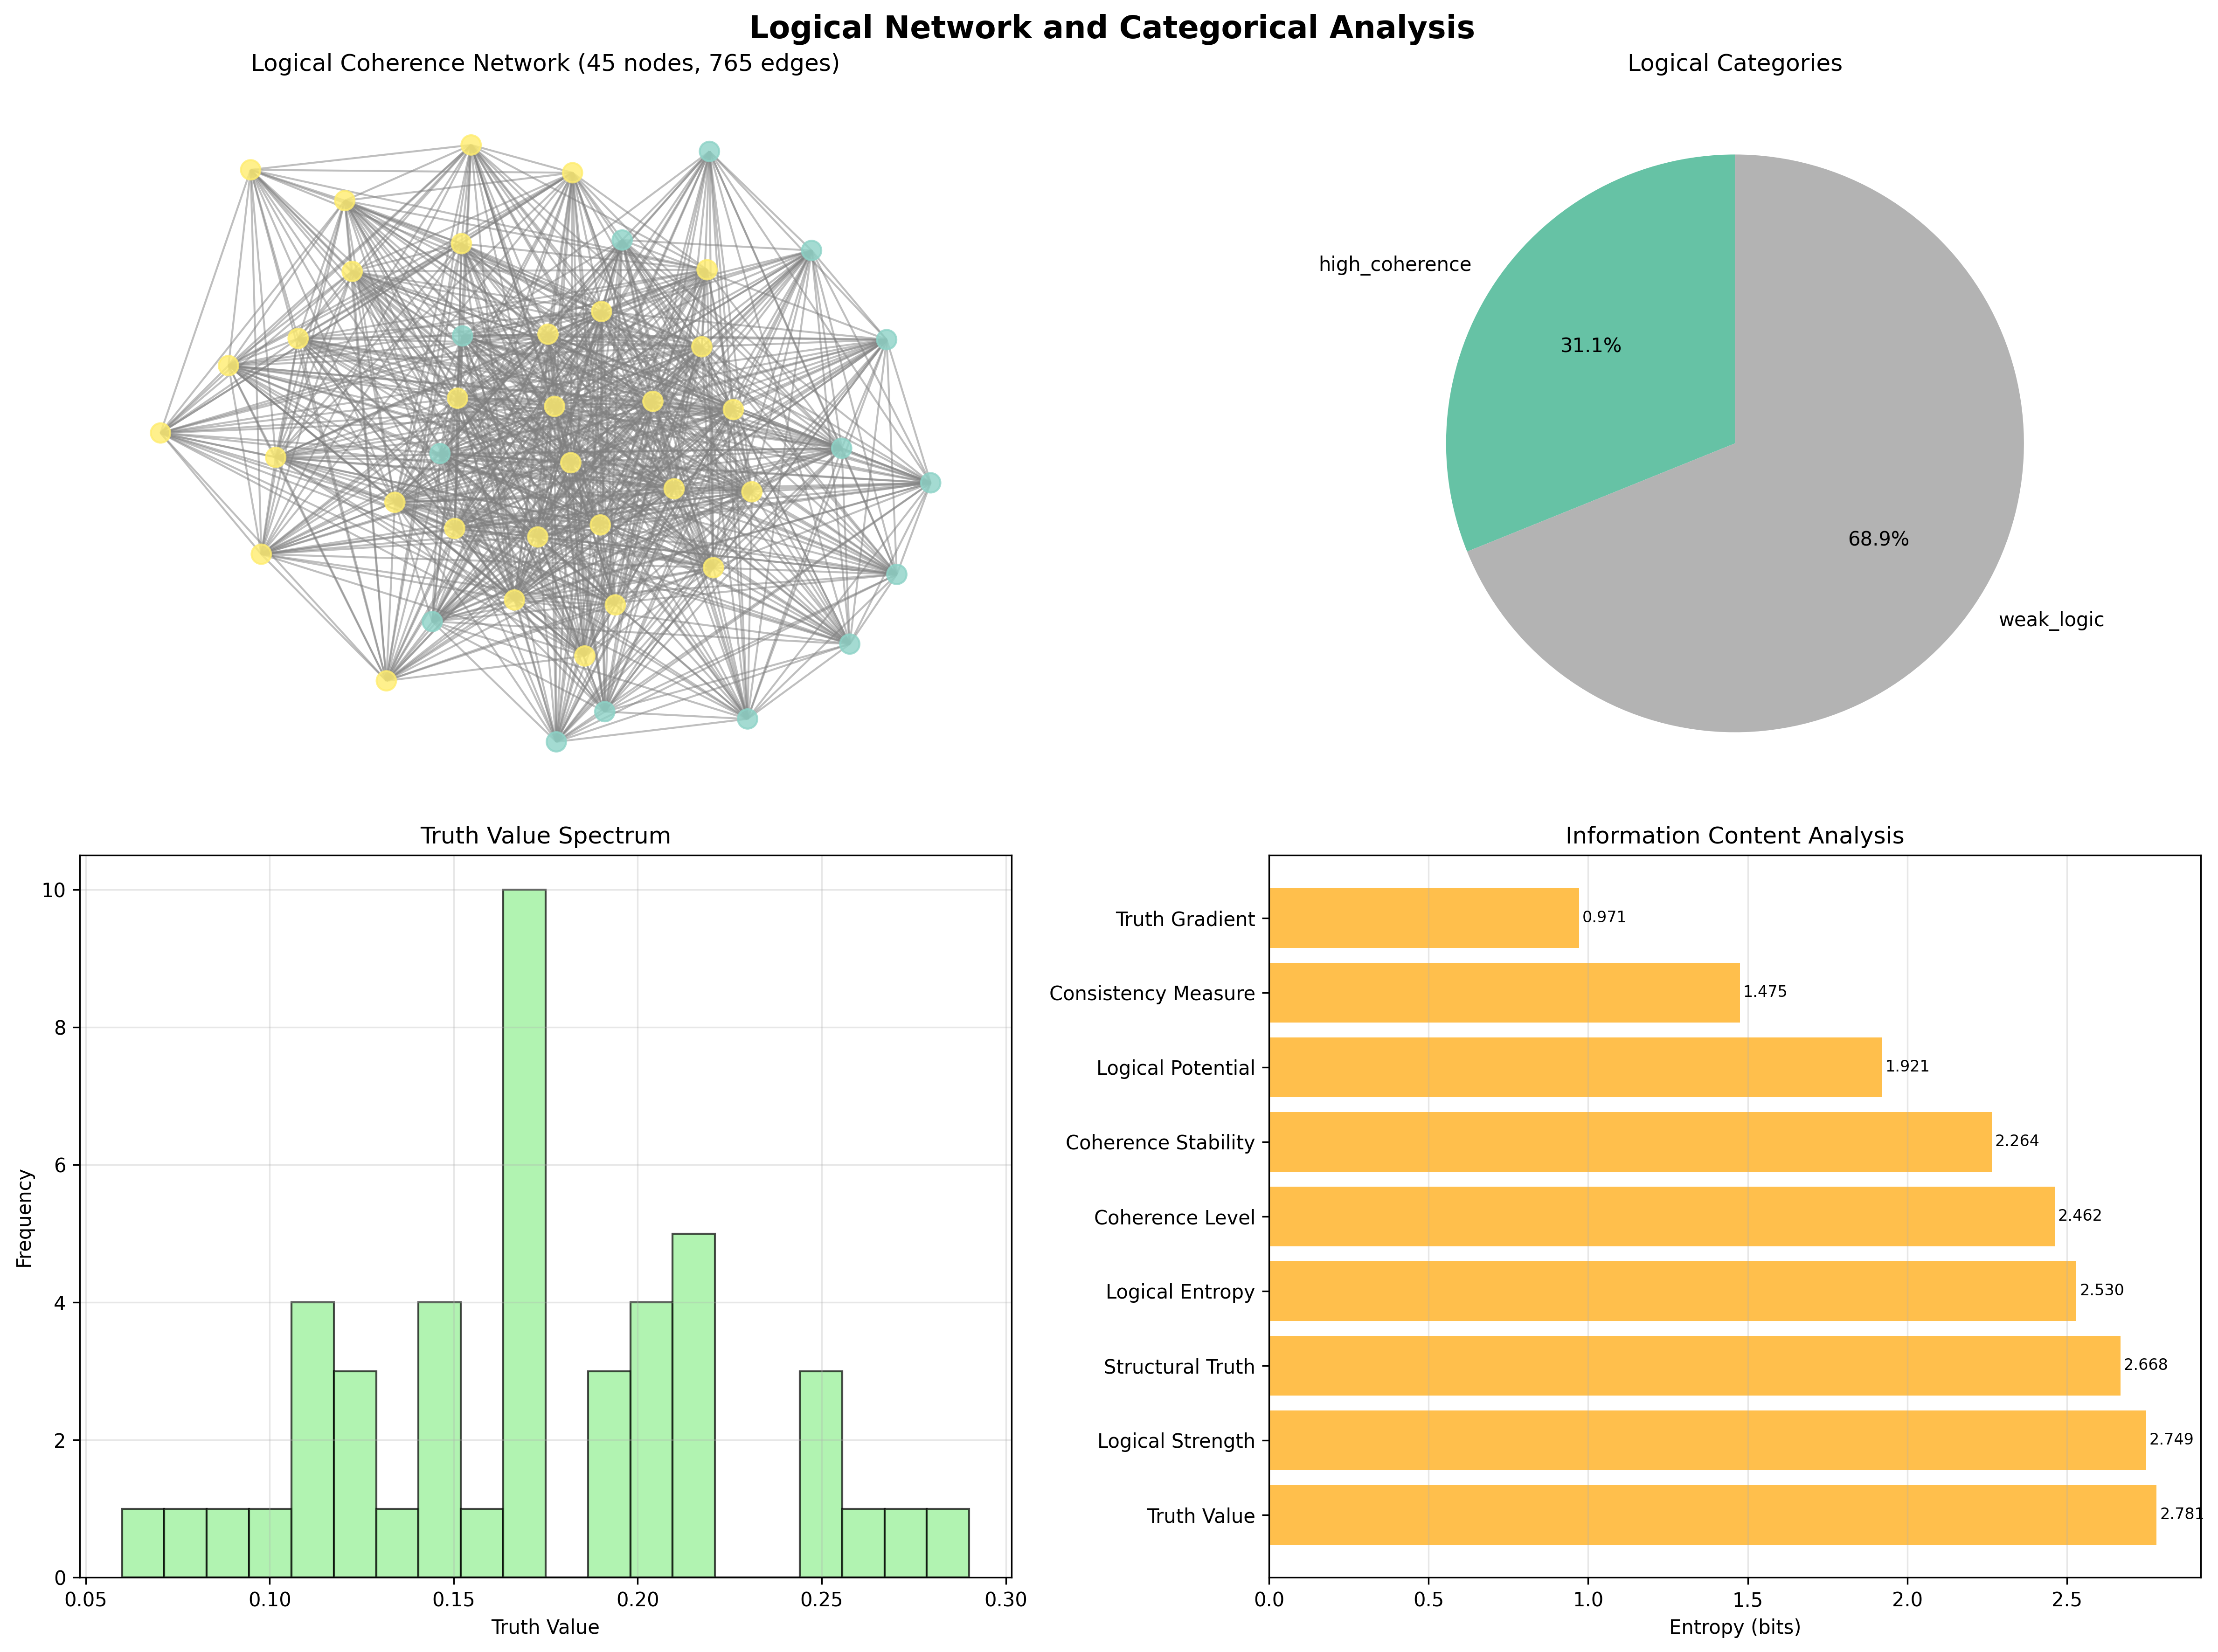 Logical Network and Categorical Analysis
Logical Coherence Network (45 nodes, 765 edges)
Logical Categories
high_coherence
31.1%
68.9%
weak_logic
Truth Value Spectrum
10
8
6
4
2
0
Frequency
0.05 0.10 0.15 0.20 0.25 0.30
Truth Value
Information Content Analysis
Truth Gradient 0.971
Consistency Measure 1.475
Logical Potential 1.921
Coherence Stability 2.264
Coherence Level 2.462
Logical Entropy 2.530
Structural Truth 2.668
Logical Strength 2.749
Truth Value 2.781
0.0 0.5 1.0 1.5 2.0 2.5
Entropy (bits)